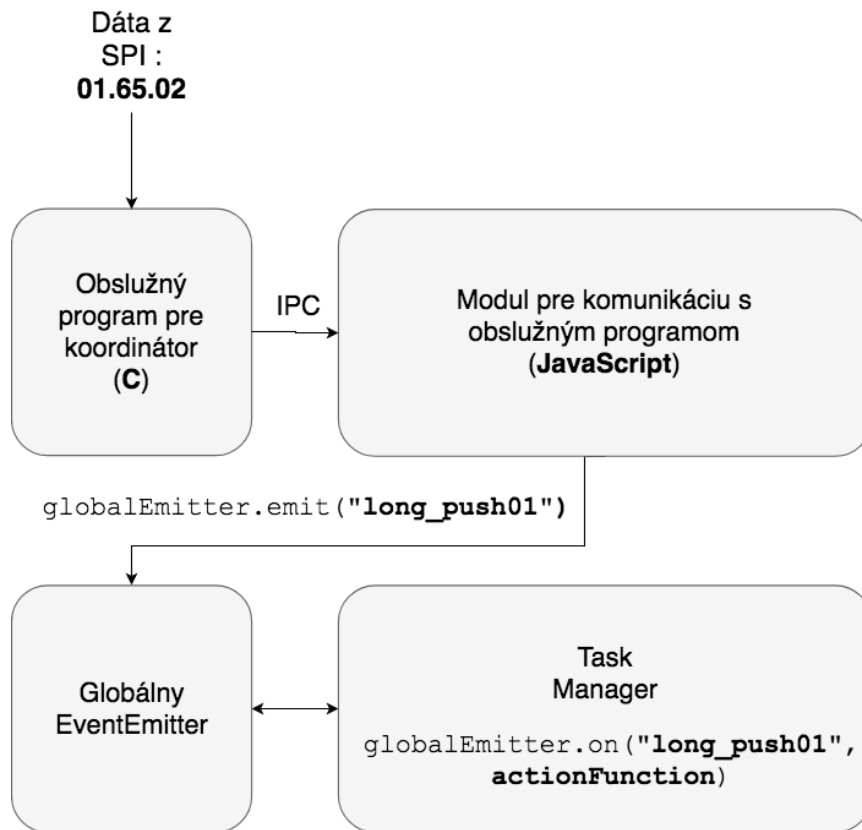 Dáta z
SPI :
01.65.02
Obslužný
program pre
koordinátor
(C)
IPC
Modul pre komunikáciu s
obslužným programom
(JavaScript)
globalEmitter.emit("long_push01")
Globálny
EventEmitter
Task
Manager
globalEmitter.on("long_push01",
actionFunction)